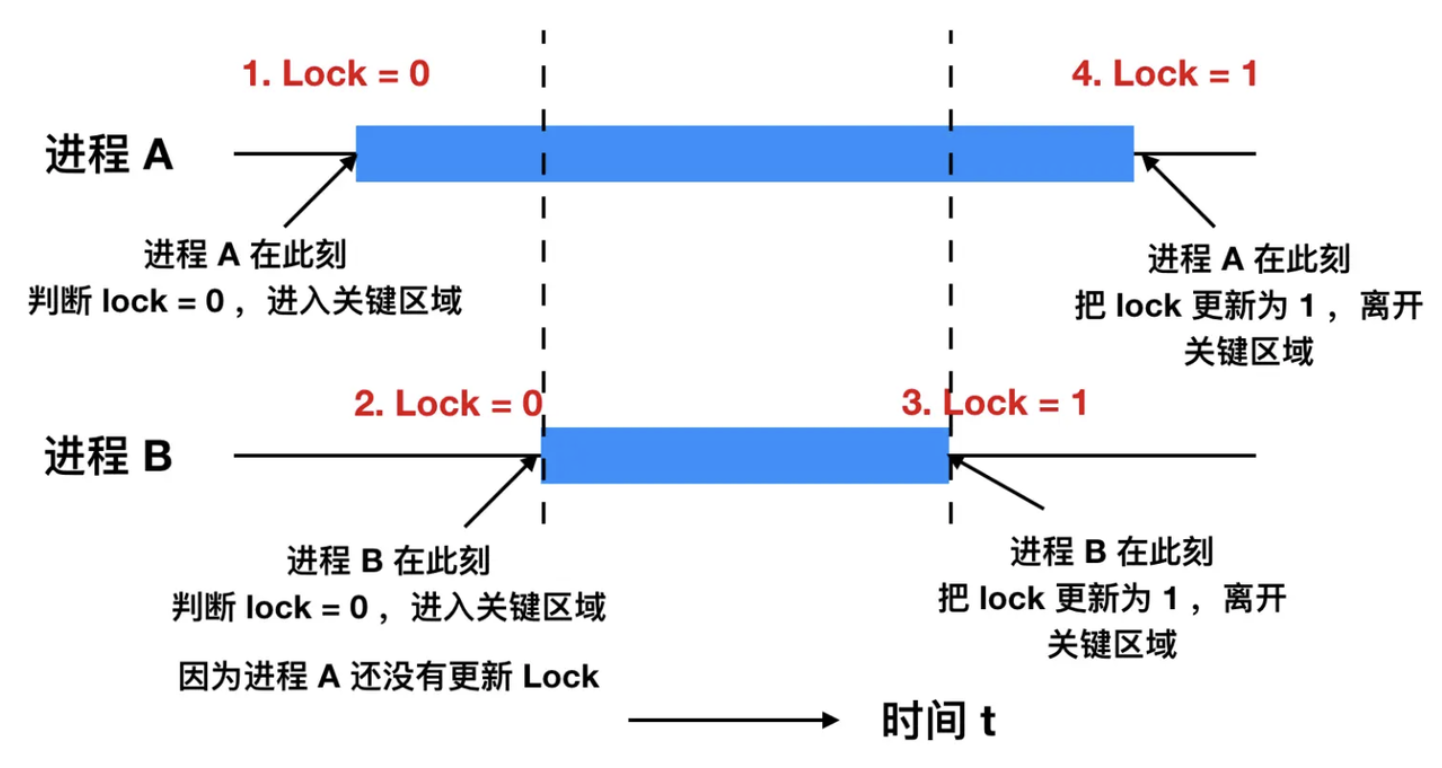 1. Lock = 0
4. Lock = 1
进程 A
进程 A 在此刻
判断 lock = 0 ，进入关键区域
进程 A 在此刻
把 lock 更新为 1 ，离开
关键区域
2. Lock = 0
3. Lock = 1
进程 B
进程 B 在此刻
判断 lock = 0 ，进入关键区域
因为进程 A 还没有更新 Lock
进程 B 在此刻
把 lock 更新为 1 ，离开
关键区域
时间 t